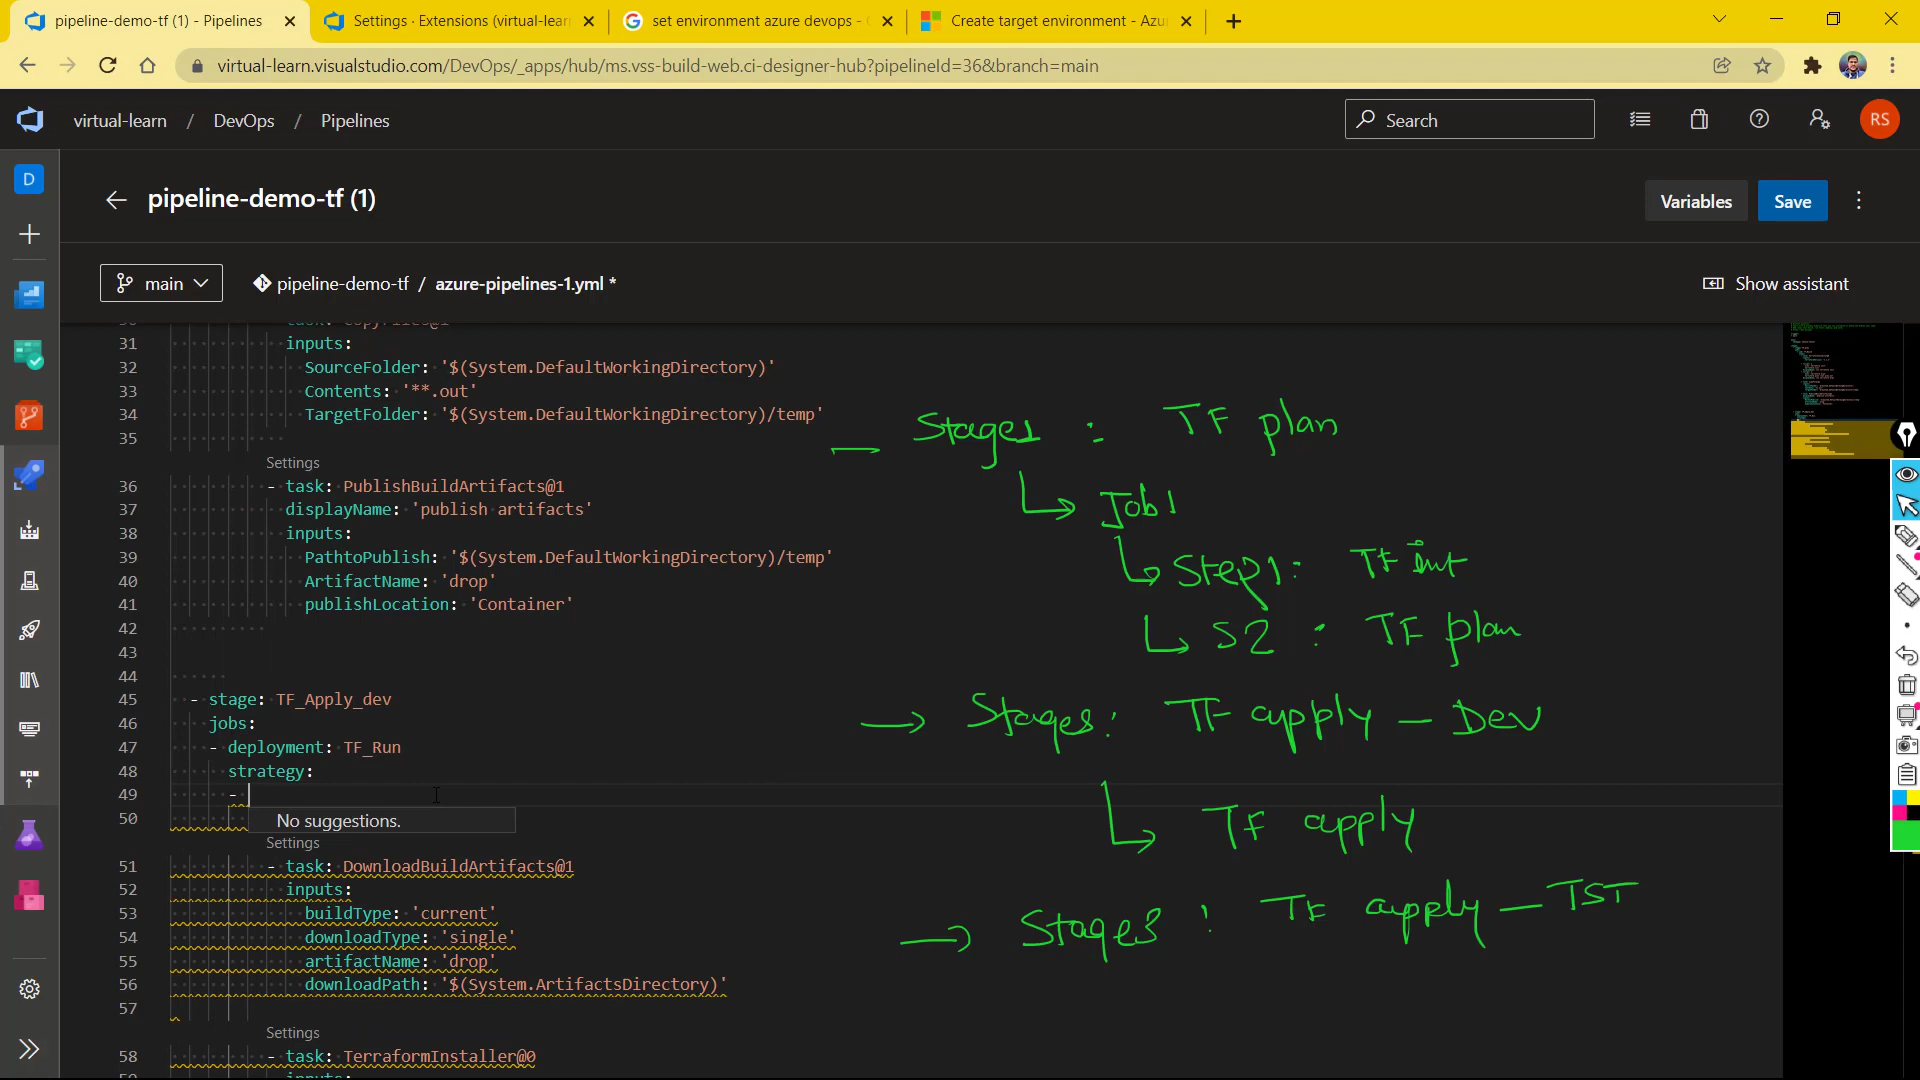 pipeline-demo-tf (1) - Pipelines
Settings · Extensions (virtual-lear
set environment azure devops -
Create target environment - Azu
virtual-learn.visualstudio.com/DevOps/_apps/hub/ms.vss-build-web.ci-designer-hub?pipelineId=36&branch=main
virtual-learn / DevOps / Pipelines
Search
RS
D
pipeline-demo-tf (1)
Variables
Save
main
pipeline-demo-tf / azure-pipelines-1.yml *
Show assistant
31 inputs:
32 SourceFolder: '$(System.DefaultWorkingDirectory)'
33 Contents: '**.out'
34 TargetFolder: '$(System.DefaultWorkingDirectory)/temp'
35
Settings
36 - task: PublishBuildArtifacts@1
37 displayName: 'publish artifacts'
38 inputs:
39 PathtoPublish: '$(System.DefaultWorkingDirectory)/temp'
40 ArtifactName: 'drop'
41 publishLocation: 'Container'
42
43
44
45 - stage: TF_Apply_dev
46 jobs:
47 - deployment: TF_Run
48 strategy:
49 -
50 No suggestions.
Settings
51 - task: DownloadBuildArtifacts@1
52 inputs:
53 buildType: 'current'
54 downloadType: 'single'
55 artifactName: 'drop'
56 downloadPath: '$(System.ArtifactsDirectory)'
57
Settings
58 - task: TerraformInstaller@0
inputs:
Stage1 : TF plan
Job1
Step1: TF
S2 : TF plan
Stages: TF apply - Dev
TF apply
Stage3 : TF apply - TST